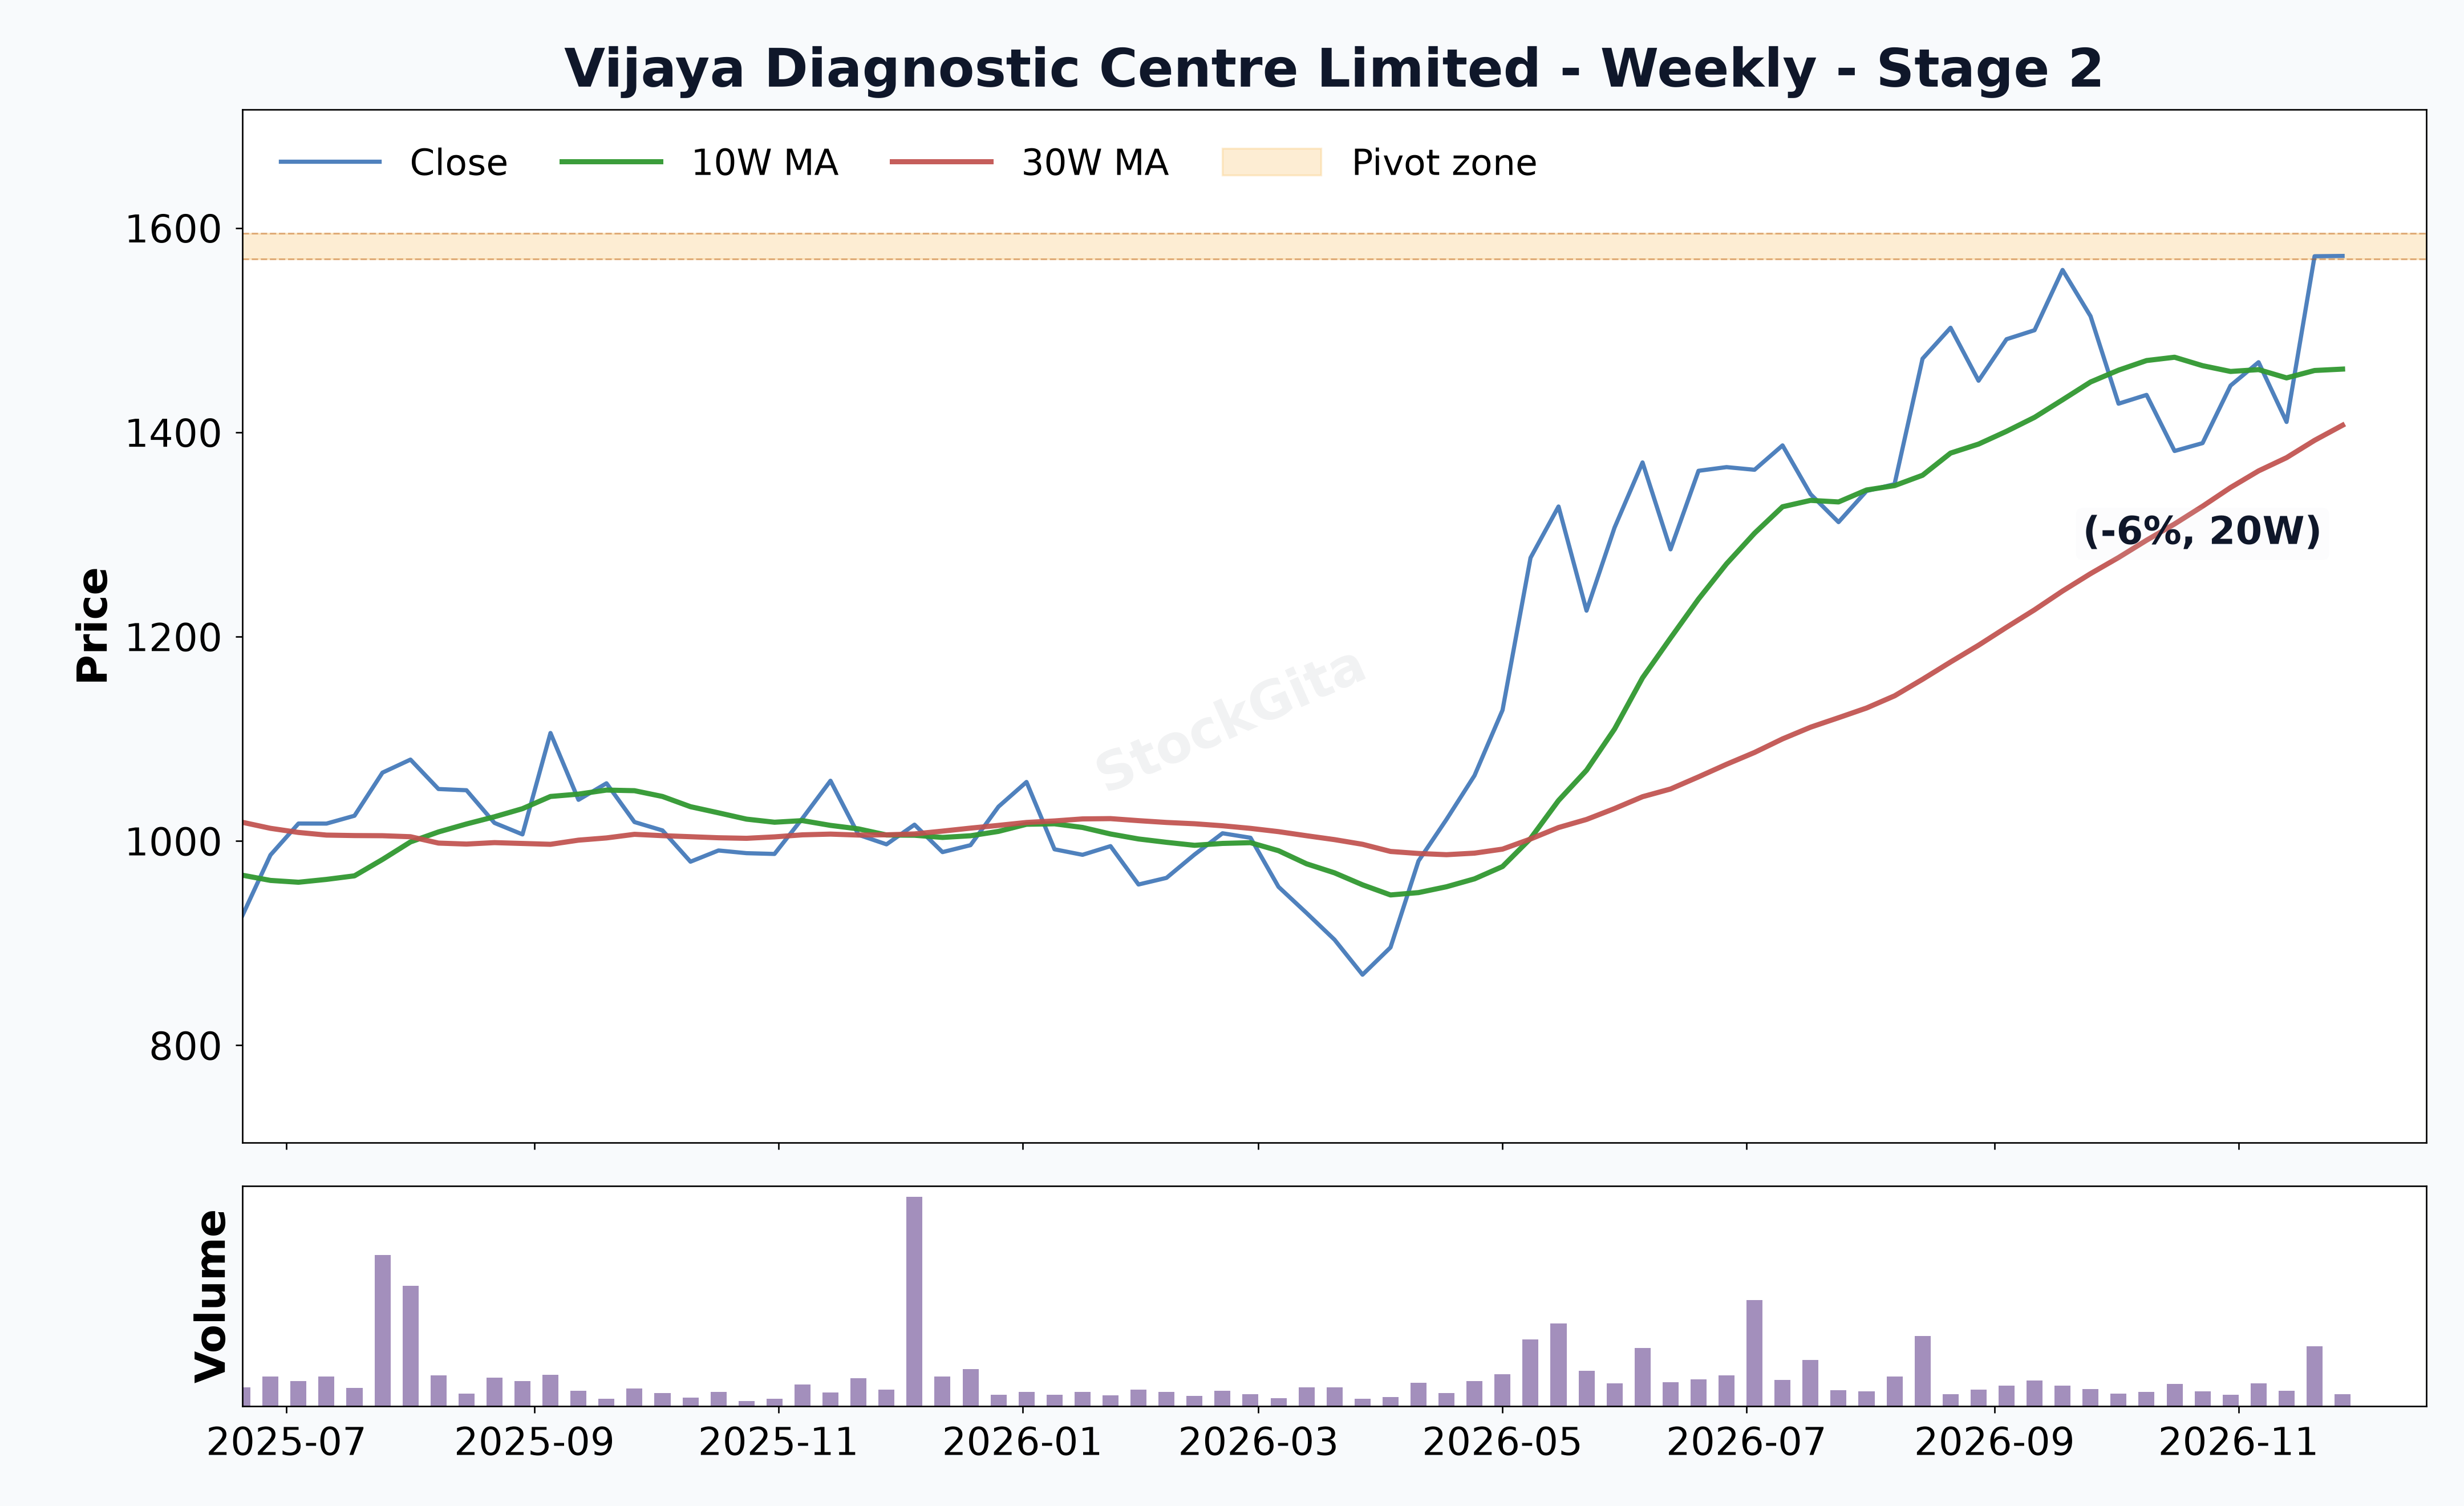 Vijaya Diagnostic Centre Limited - Weekly - Stage 2
Close 10W MA 30W MA Pivot zone
1600
1400
1200
1000
800
Price
(-6%, 20W)
StockGita
Volume
2025-07 2025-09 2025-11 2026-01 2026-03 2026-05 2026-07 2026-09 2026-11